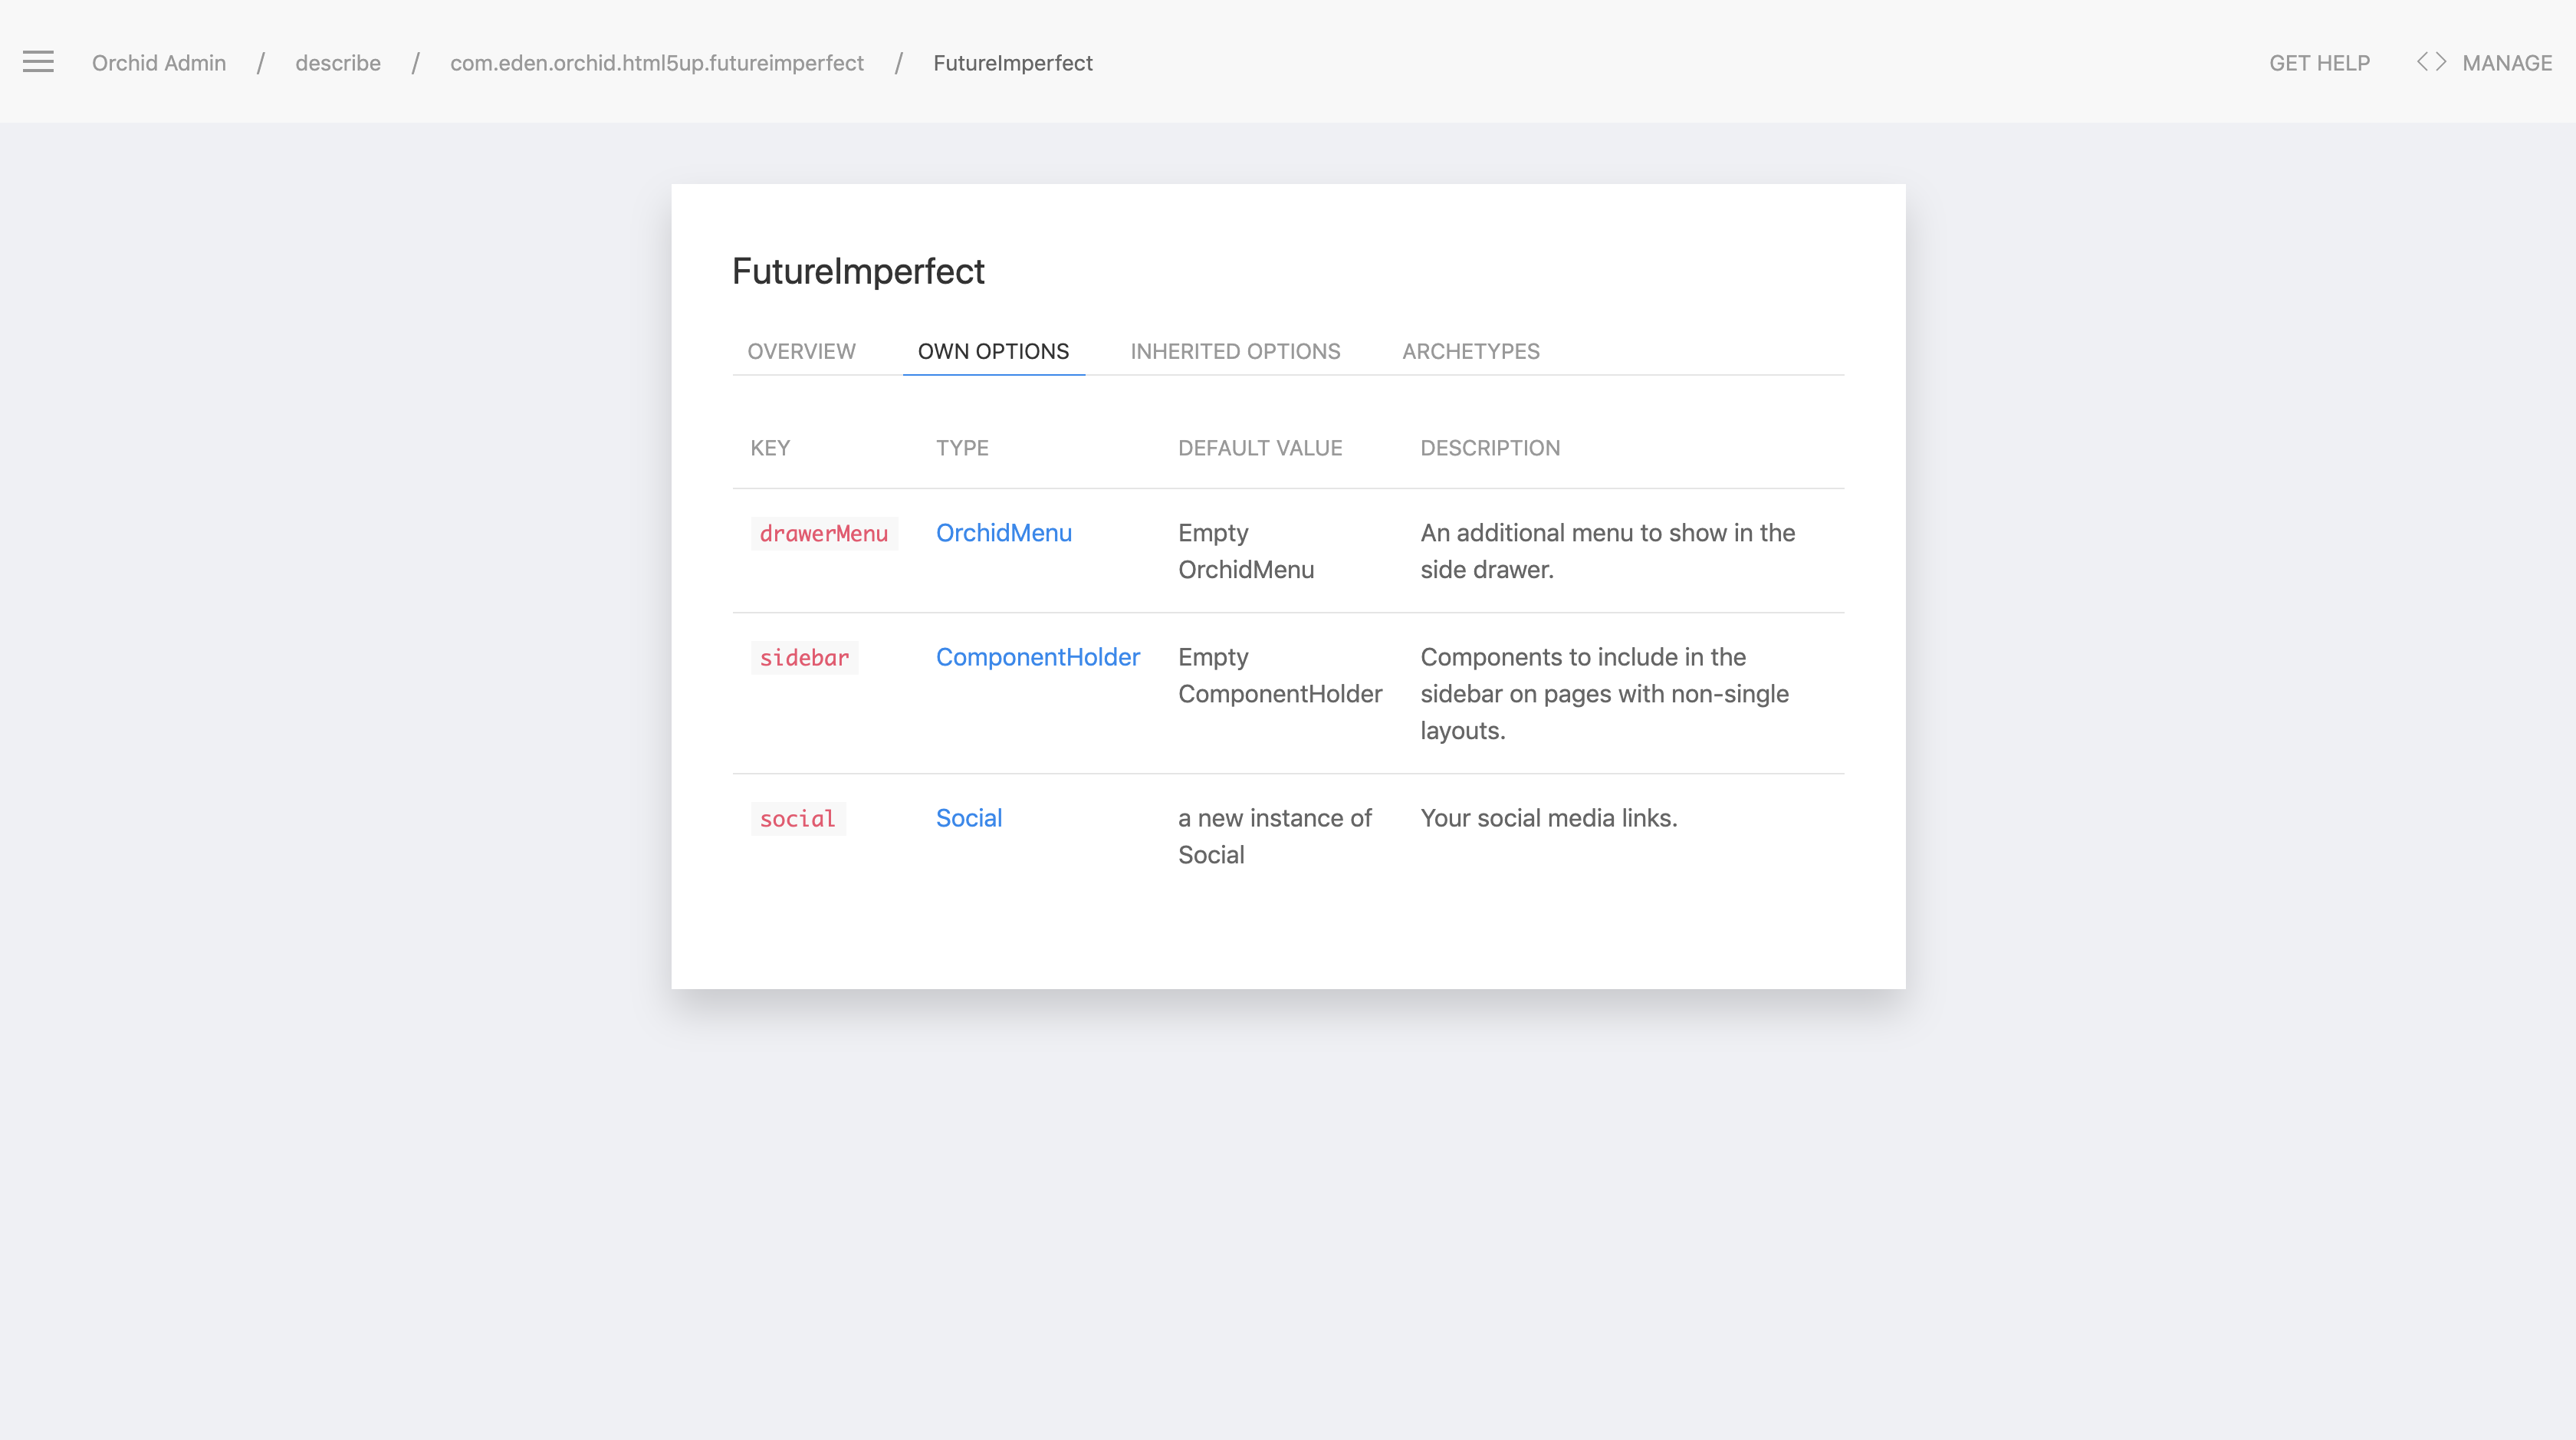 Orchid Admin / describe / com.eden.orchid.html5up.futureimperfect / FutureImperfect GET HELP <> MANAGE
FutureImperfect
OVERVIEW OWN OPTIONS INHERITED OPTIONS ARCHETYPES
KEY TYPE DEFAULT VALUE DESCRIPTION
drawerMenu OrchidMenu Empty An additional menu to show in the
OrchidMenu side drawer.
sidebar ComponentHolder Empty Components to include in the
ComponentHolder sidebar on pages with non-single
layouts.
social Social a new instance of Your social media links.
Social